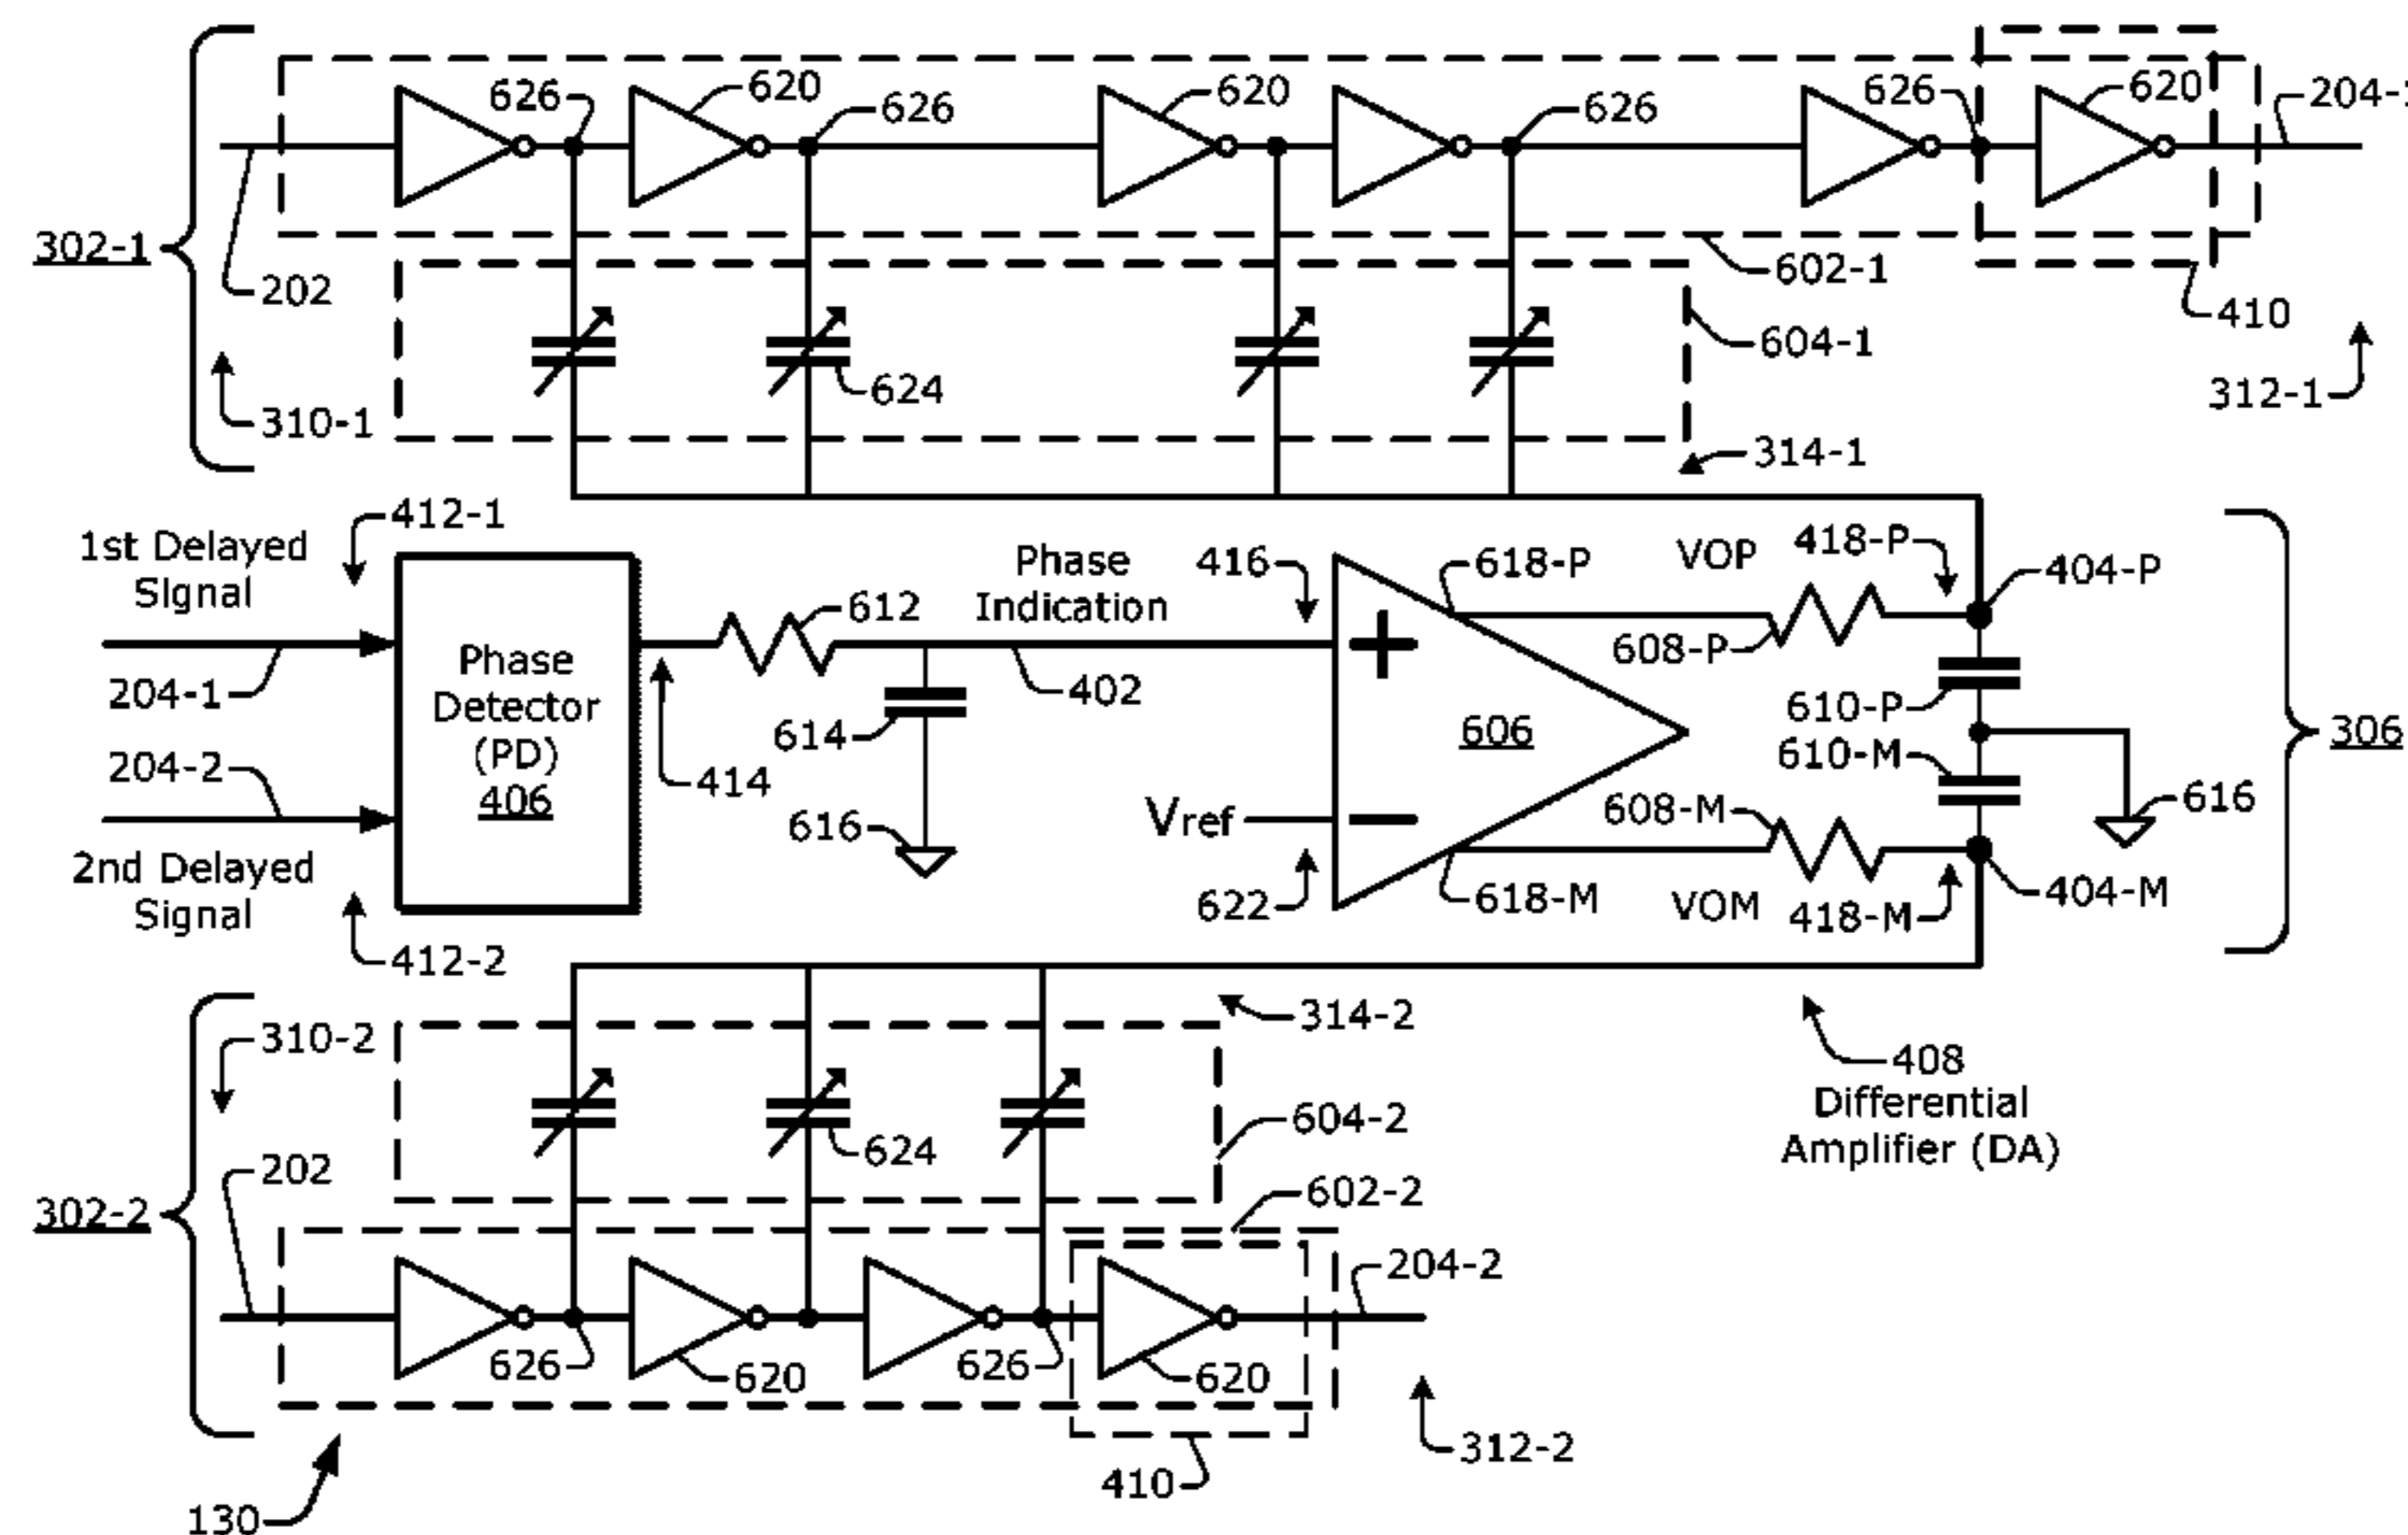 626
620
626
620
626
626
620
204-1
302-1
202
602-1
410
604-1
310-1
624
312-1
314-1
1st Delayed
Signal
412-1
Phase
Indication
416
618-P
VOP
418-P
404-P
612
608-P
204-1
Phase
Detector
(PD)
406
402
610-P
614
606
306
204-2
414
610-M
616
Vref
608-M
616
2nd Delayed
Signal
622
618-M
VOM
418-M
404-M
412-2
310-2
314-2
408
Differential
Amplifier (DA)
604-2
202
624
602-2
302-2
204-2
626
620
626
620
312-2
410
130